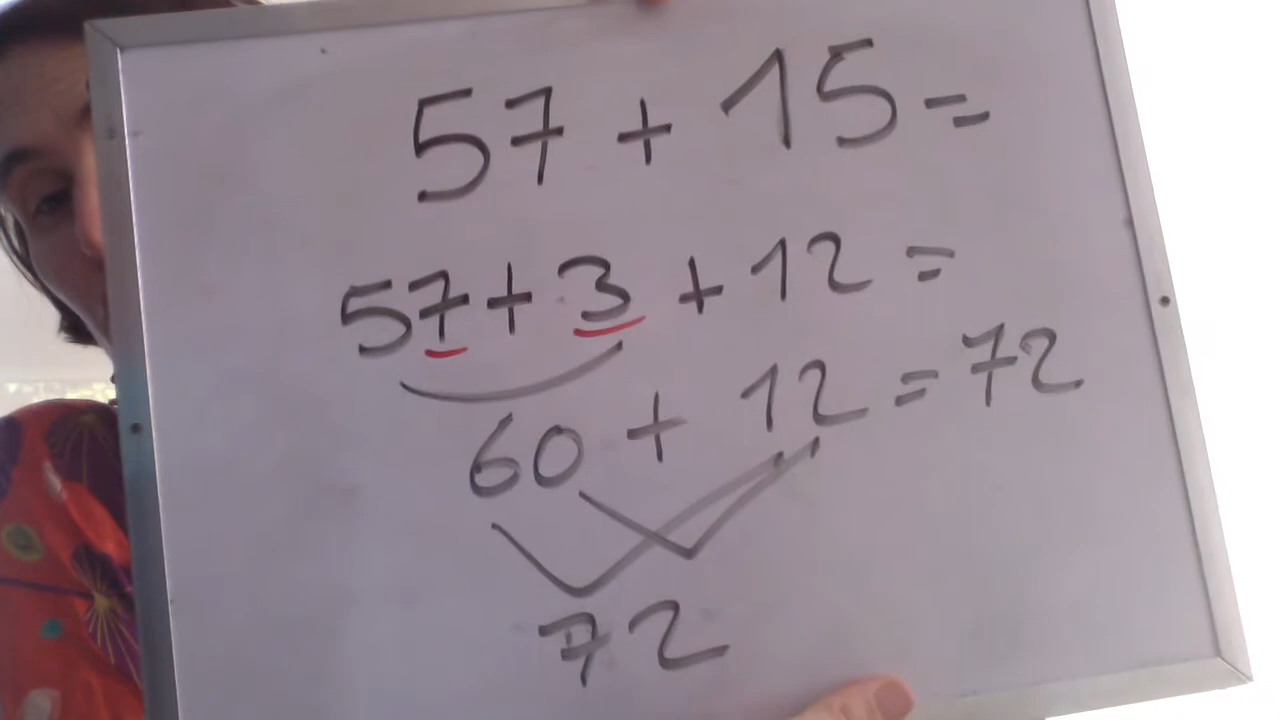 57 + 15 =
57 + 3 + 12 =
60 + 12 = 72
72